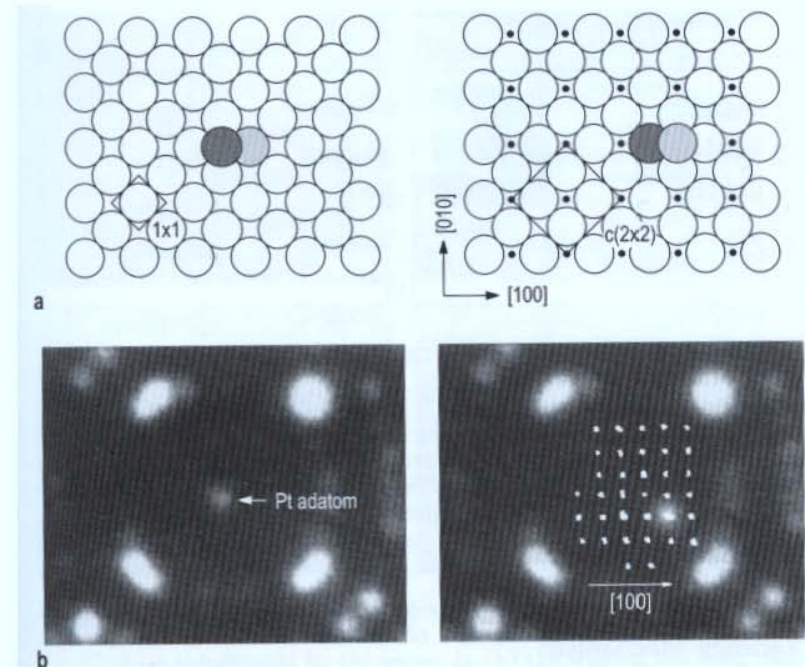 (1x1)
c(2x2)
[010]
[100]
a
Pt adatom
[100]
b